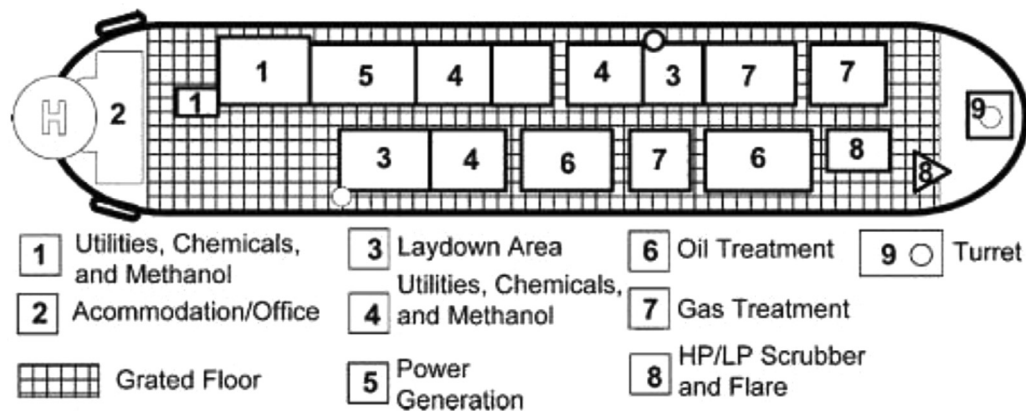 1 5 4 4 3 7 7
H 2 1 9
3 4 6 7 6 8 8
1 Utilities, Chemicals,
and Methanol
2 Acommodation/Office
Grated Floor
3 Laydown Area
4 Utilities, Chemicals,
and Methanol
5 Power
Generation
6 Oil Treatment
7 Gas Treatment
8 HP/LP Scrubber
and Flare
9 Turret